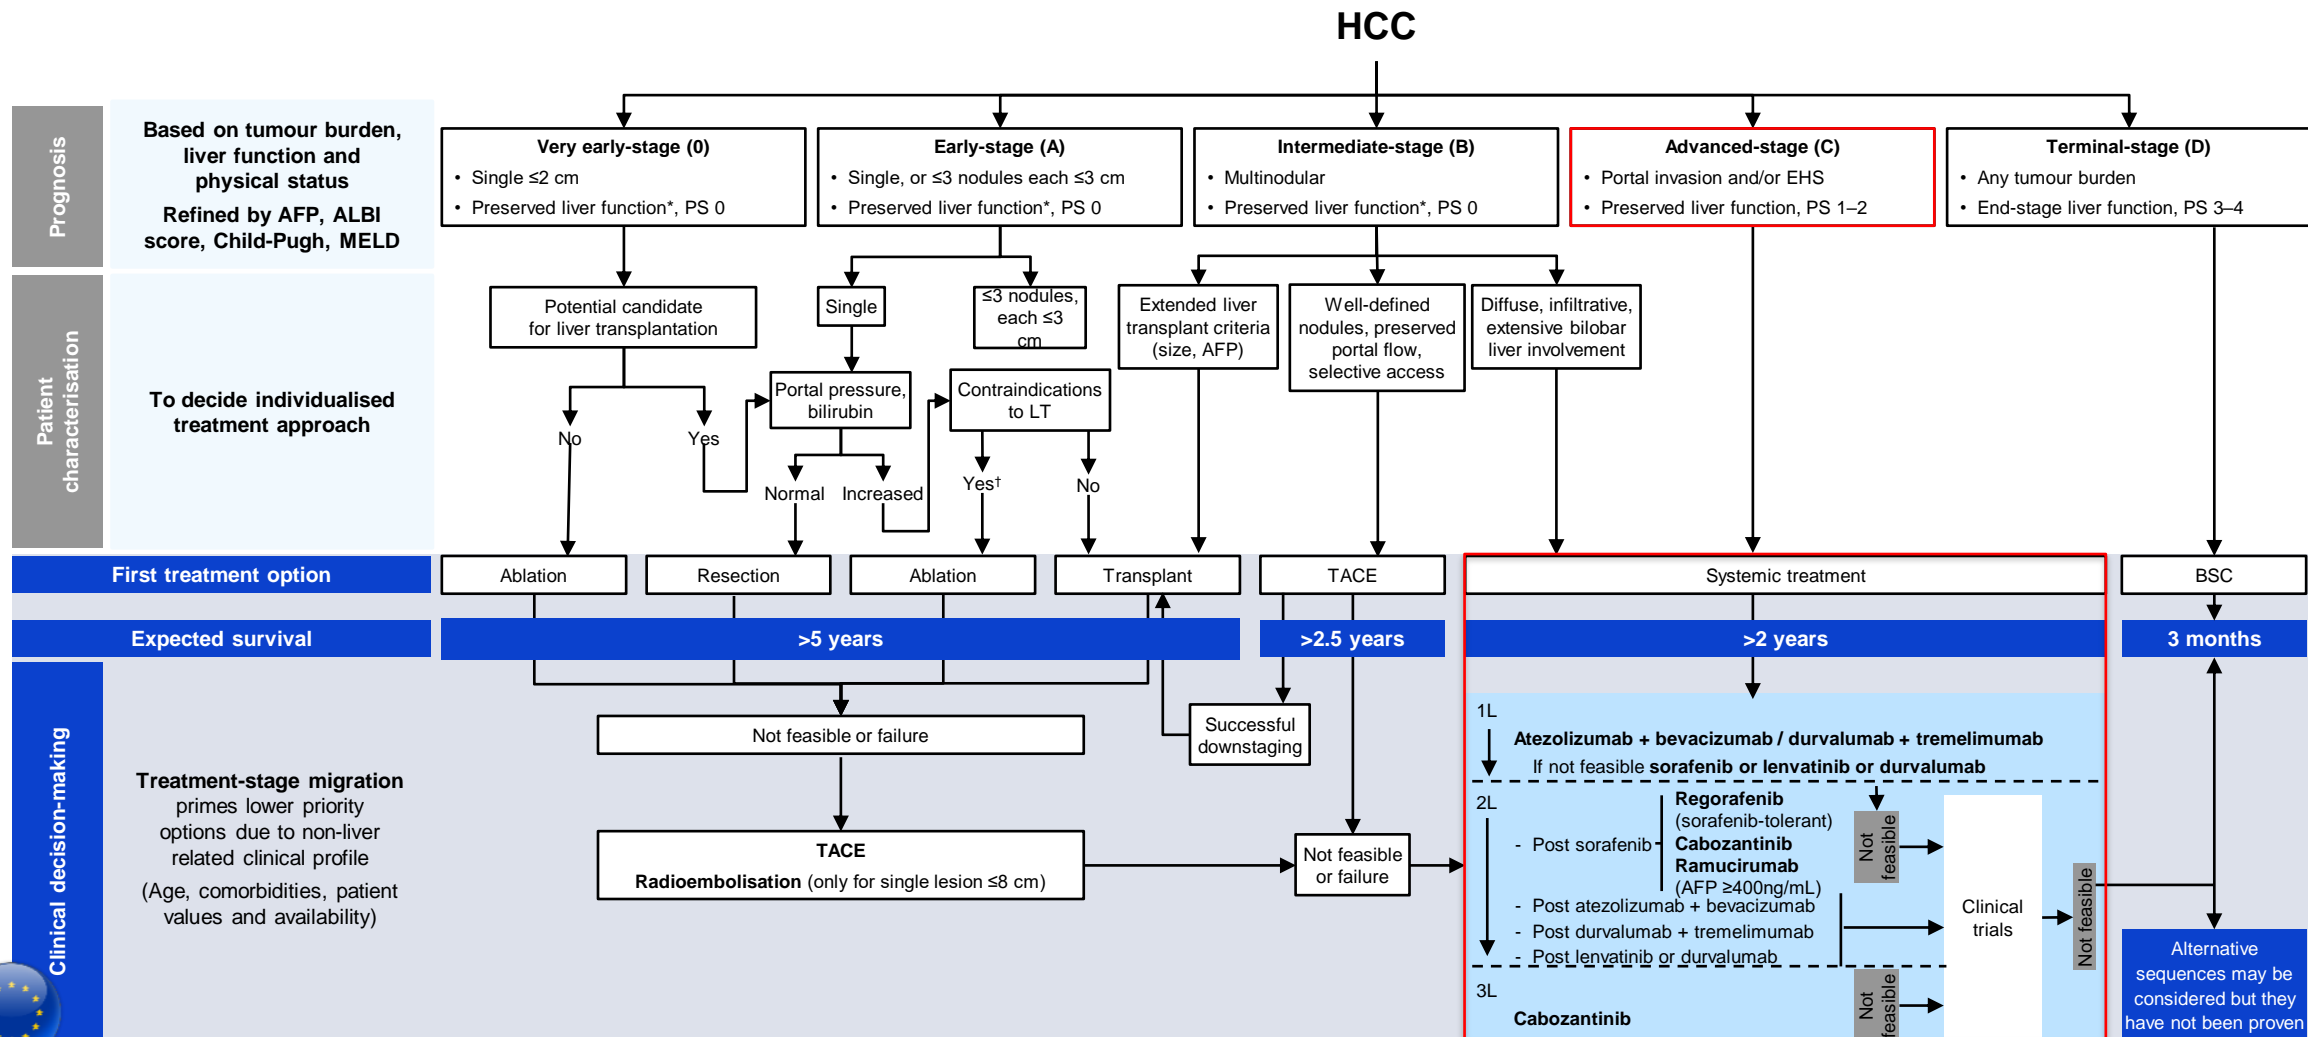 HCC
Prognosis
Based on tumour burden,
liver function and
physical status
Refined by AFP, ALBI
score, Child-Pugh, MELD
Very early-stage (0)
• Single ≤2 cm
• Preserved liver function*, PS 0
Early-stage (A)
• Single, or ≤3 nodules each ≤3 cm
• Preserved liver function*, PS 0
Intermediate-stage (B)
• Multinodular
• Preserved liver function*, PS 0
Advanced-stage (C)
• Portal invasion and/or EHS
• Preserved liver function, PS 1–2
Terminal-stage (D)
• Any tumour burden
• End-stage liver function, PS 3–4
Patient
characterisation
To decide individualised
treatment approach
Potential candidate
for liver transplantation
No
Yes
Single
≤3 nodules,
each ≤3
cm
Portal pressure,
bilirubin
Normal
Increased
Contraindications
to LT
Yes†
No
Extended liver
transplant criteria
(size, AFP)
Well-defined
nodules, preserved
portal flow,
selective access
Diffuse, infiltrative,
extensive bilobar
liver involvement
First treatment option
Ablation
Resection
Ablation
Transplant
TACE
Systemic treatment
BSC
Expected survival
>5 years
>2.5 years
>2 years
3 months
Clinical decision-making
Treatment-stage migration
primes lower priority
options due to non-liver
related clinical profile
(Age, comorbidities, patient
values and availability)
Not feasible or failure
Successful
downstaging
TACE
Radioembolisation (only for single lesion ≤8 cm)
Not feasible
or failure
1L
Atezolizumab + bevacizumab / durvalumab + tremelimumab
If not feasible sorafenib or lenvatinib or durvalumab
2L
- Post sorafenib
Regorafenib
(sorafenib-tolerant)
Cabozantinib
Ramucirumab
(AFP ≥400ng/mL)
- Post atezolizumab + bevacizumab
- Post durvalumab + tremelimumab
- Post lenvatinib or durvalumab
Not
feasible
Clinical
trials
Not feasible
3L
Cabozantinib
Not
feasible
Alternative
sequences may be
considered but they
have not been proven